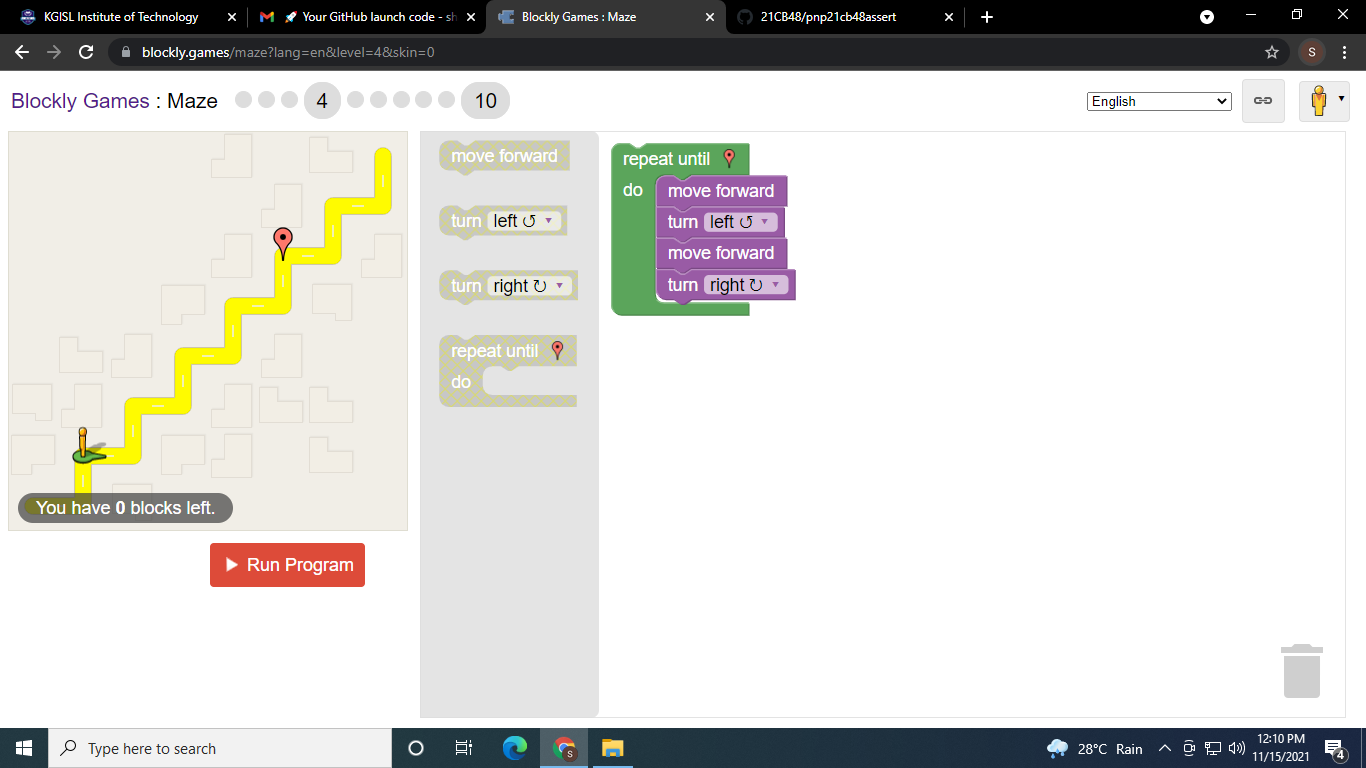 KGISL Institute of Technology
🚀 Your GitHub launch code - sh
Blockly Games : Maze
21CB48/pnp21cb48assert
blockly.games/maze?lang=en&level=4&skin=0
S
Blockly Games : Maze
4
10
English
move forward
turn left ↺ ▾
turn right ↻ ▾
repeat until
do
repeat until
do
move forward
turn left ↺ ▾
move forward
turn right ↻ ▾
You have 0 blocks left.
Run Program
Type here to search
S
28°C Rain
12:10 PM
11/15/2021
4